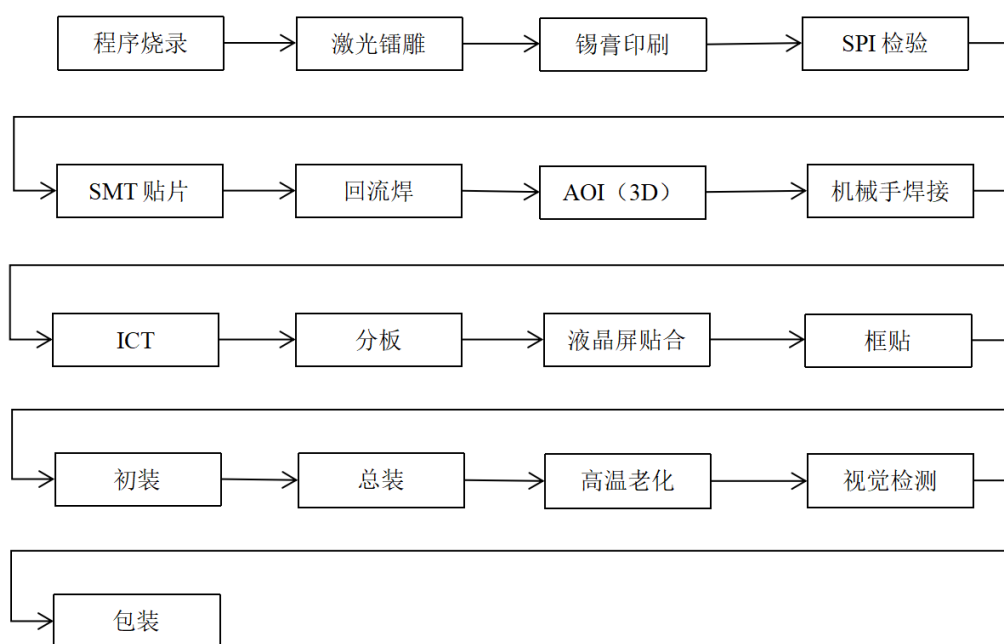 程序烧录
激光镭雕
锡膏印刷
SPI 检验
SMT 贴片
回流焊
AOI（3D）
机械手焊接
ICT
分板
液晶屏贴合
框贴
初装
总装
高温老化
视觉检测
包装